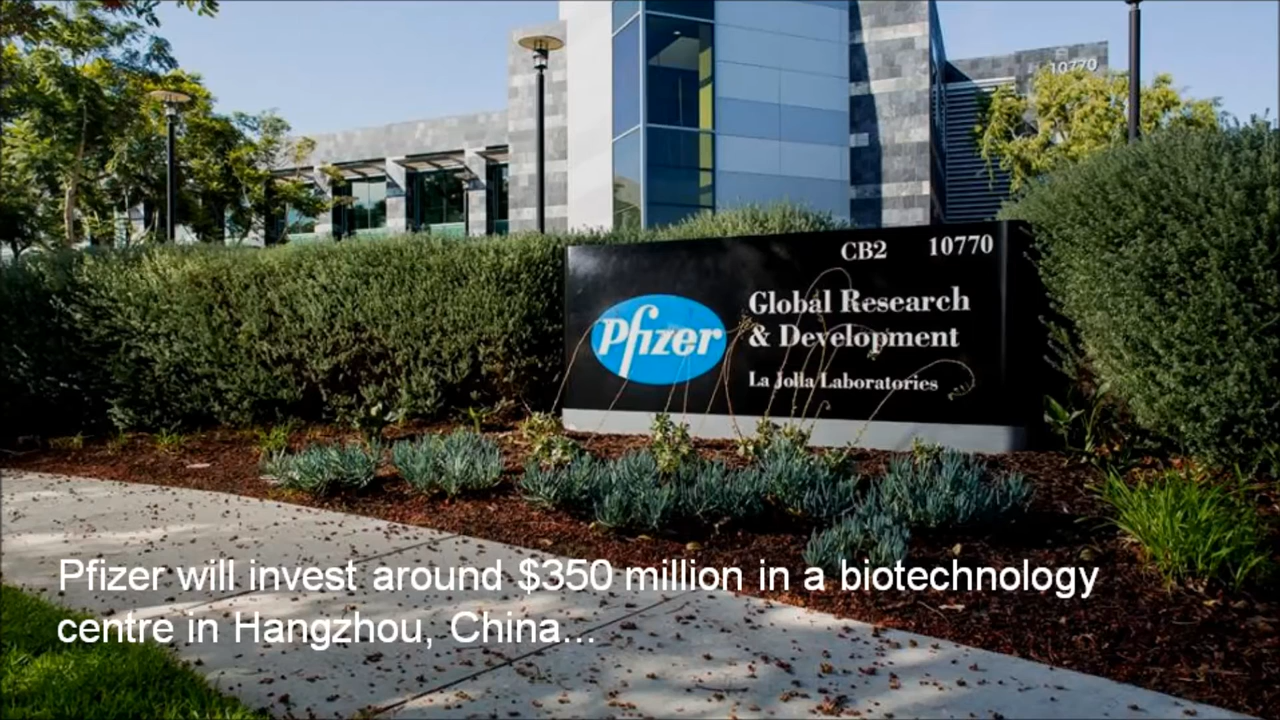 10770
CB2 10770
Pfizer
Global Research
& Development
La Jolla Laboratories
Pfizer will invest around $350 million in a biotechnology
centre in Hangzhou, China...